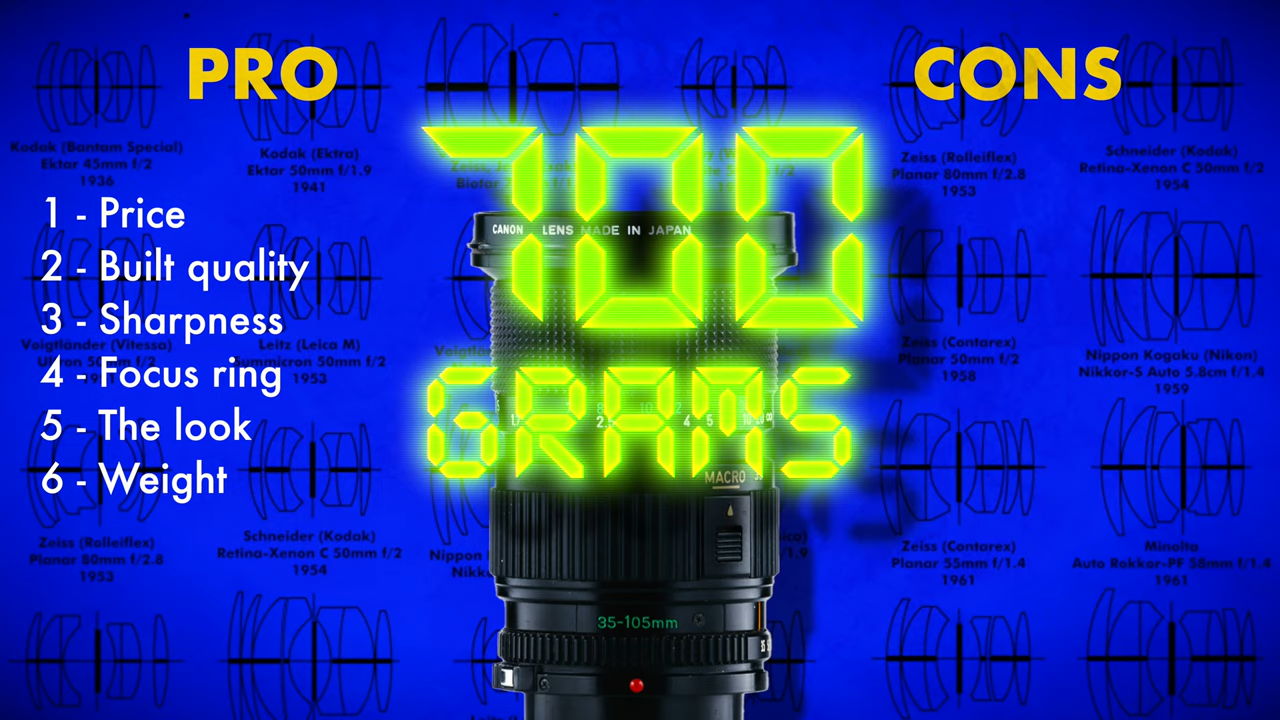 PRO
CONS
700
GRAMS
1 - Price
2 - Built quality
3 - Sharpness
4 - Focus ring
5 - The look
6 - Weight
CANON LENS MADE IN JAPAN
MACRO
35-105mm
Kodak (Bantam Special)
Ektar 45mm f/2
1936
Kodak (Ektra)
Ektar 50mm f/1.9
1941
Zeiss (Rolleiflex)
Planar 80mm f/2.8
1953
Schneider (Kodak)
Retina-Xenon C 50mm f/2
1954
Voigtländer (Vitessa)
Leitz (Leica M)
Summicron 50mm f/2
1953
Zeiss (Contarex)
Planar 50mm f/2
1958
Nippon Kogaku (Nikon)
Nikkor-S Auto 5.8cm f/1.4
1959
Zeiss (Rolleiflex)
Planar 80mm f/2.8
1953
Schneider (Kodak)
Retina-Xenon C 50mm f/2
1954
Nippon
Zeiss (Contarex)
Planar 55mm f/1.4
1961
Minolta
Auto Rokkor-PF 58mm f/1.4
1961